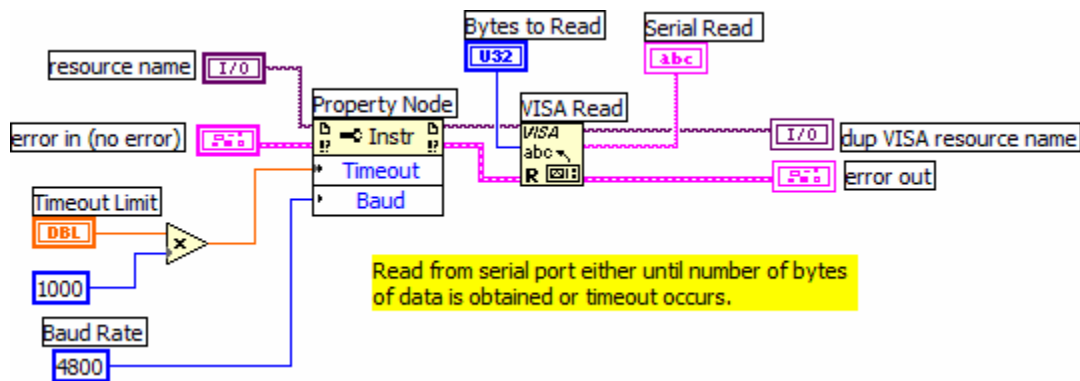 Bytes to Read
Serial Read
U32
abc
resource name
I/O
Property Node
VISA Read
error in (no error)
Instr
VISA
abc
R
I/O
dup VISA resource name
Timeout
error out
Baud
Timeout Limit
DBL
x
1000
Read from serial port either until number of bytes
of data is obtained or timeout occurs.
Baud Rate
4800